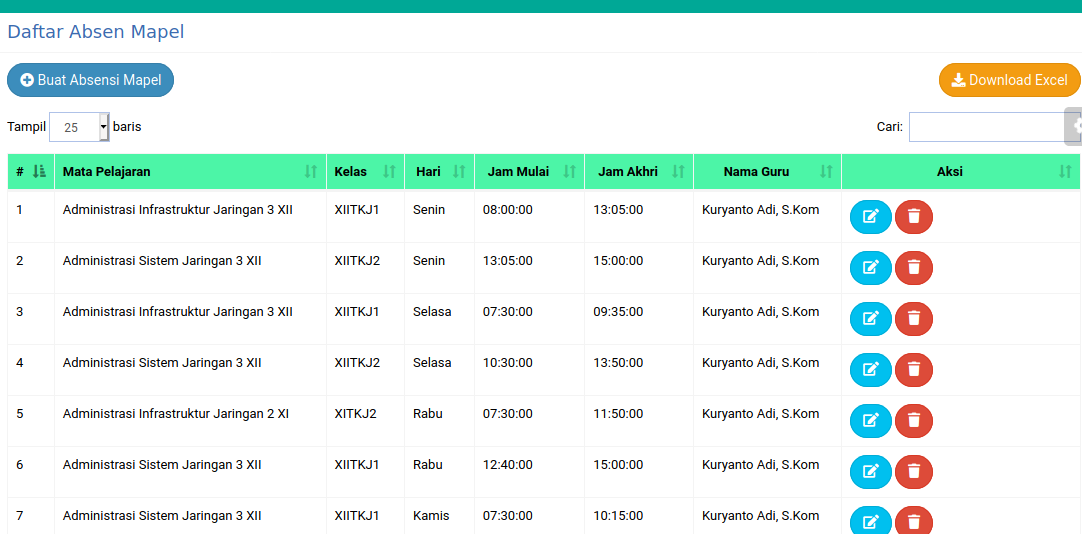 Daftar Absen Mapel
Buat Absensi Mapel Download Excel
Tampil 25 baris Cari:
# Mata Pelajaran Kelas Hari Jam Mulai Jam Akhri Nama Guru Aksi
1 Administrasi Infrastruktur Jaringan 3 XII XIITKJ1 Senin 08:00:00 13:05:00 Kuryanto Adi, S.Kom
2 Administrasi Sistem Jaringan 3 XII XIITKJ2 Senin 13:05:00 15:00:00 Kuryanto Adi, S.Kom
3 Administrasi Infrastruktur Jaringan 3 XII XIITKJ1 Selasa 07:30:00 09:35:00 Kuryanto Adi, S.Kom
4 Administrasi Sistem Jaringan 3 XII XIITKJ2 Selasa 10:30:00 13:50:00 Kuryanto Adi, S.Kom
5 Administrasi Infrastruktur Jaringan 2 XI XITKJ2 Rabu 07:30:00 11:50:00 Kuryanto Adi, S.Kom
6 Administrasi Sistem Jaringan 3 XII XIITKJ1 Rabu 12:40:00 15:00:00 Kuryanto Adi, S.Kom
7 Administrasi Sistem Jaringan 3 XII XIITKJ1 Kamis 07:30:00 10:15:00 Kuryanto Adi, S.Kom